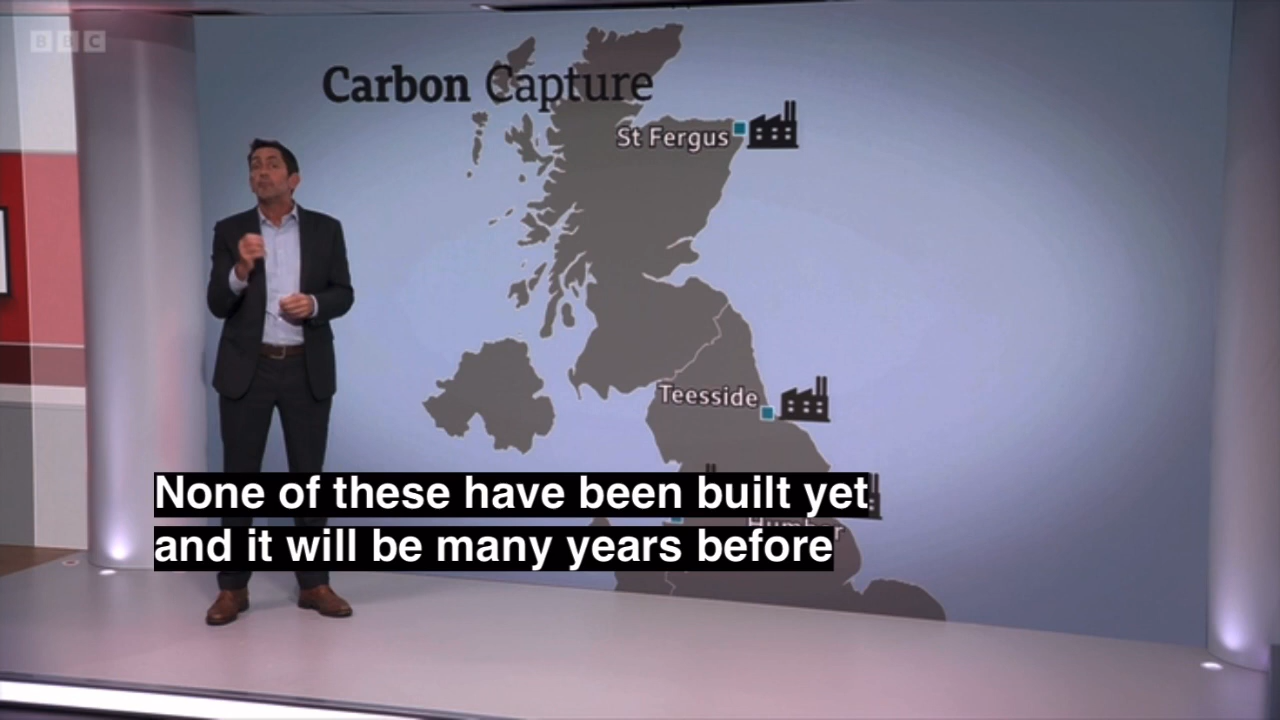 BBC
Carbon Capture
St Fergus
Teesside
Humber
None of these have been built yet
and it will be many years before